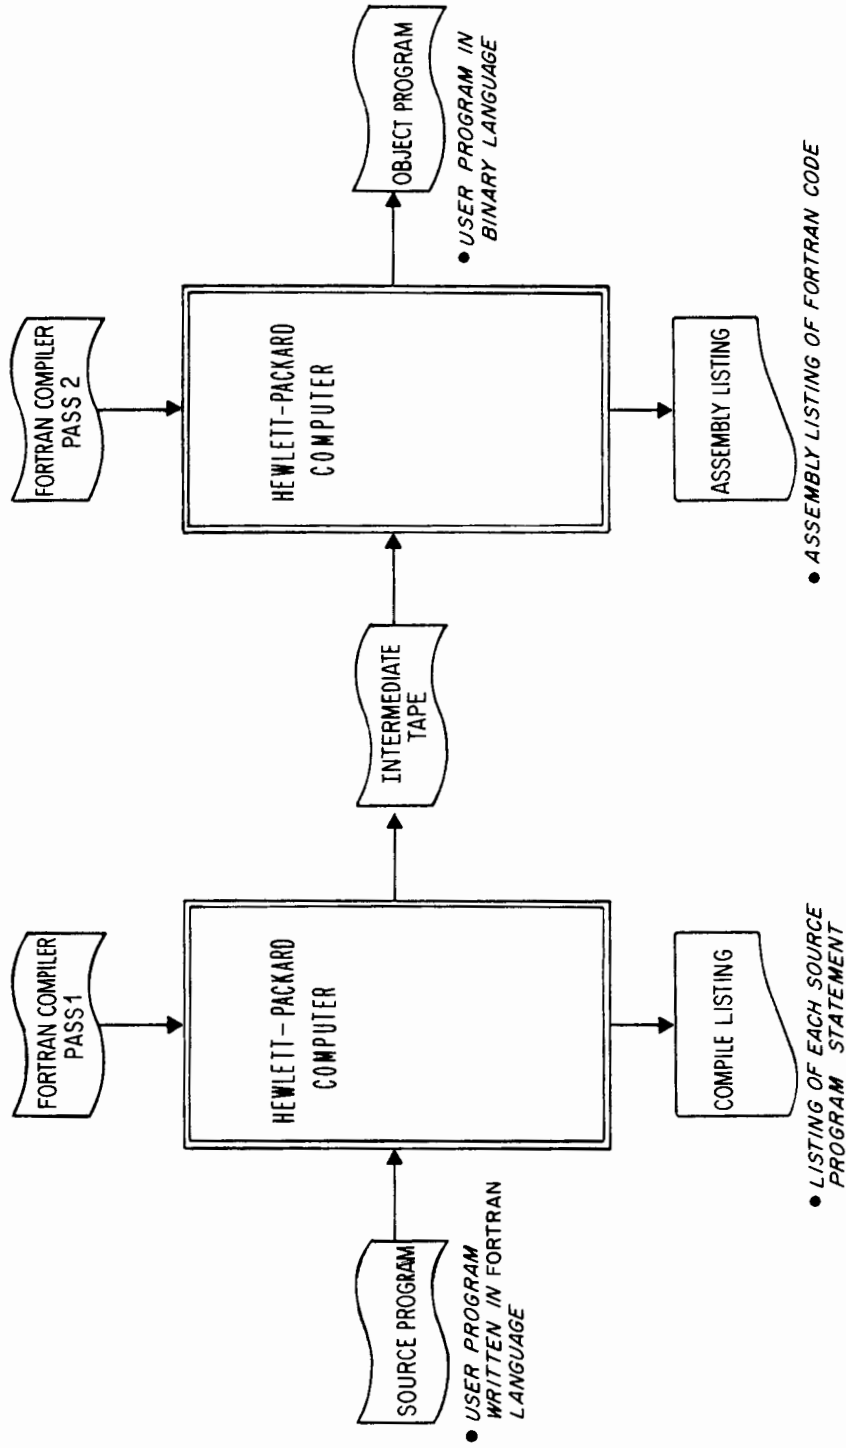 FORTRAN COMPILER
PASS 1
HEWLETT-PACKARD
COMPUTER
SOURCE PROGRAM
● USER PROGRAM
WRITTEN IN FORTRAN
LANGUAGE
COMPILE LISTING
● LISTING OF EACH SOURCE
PROGRAM STATEMENT
INTERMEDIATE
TAPE
FORTRAN COMPILER
PASS 2
HEWLETT-PACKARD
COMPUTER
OBJECT PROGRAM
● USER PROGRAM IN
BINARY LANGUAGE
ASSEMBLY LISTING
● ASSEMBLY LISTING OF FORTRAN CODE